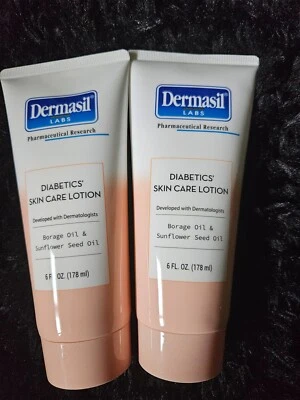 Dermasil
LABS
Pharmaceutical Research
DIABETICS'
SKIN CARE LOTION
Developed with Dermatologists
Borage Oil &
Sunflower Seed Oil
6 FL. OZ. (178 ml)
Dermasil
LABS
Pharmaceutical Research
DIABETICS'
SKIN CARE LOTION
Developed with Dermatologists
Borage Oil &
Sunflower Seed Oil
6 FL. OZ. (178 ml)